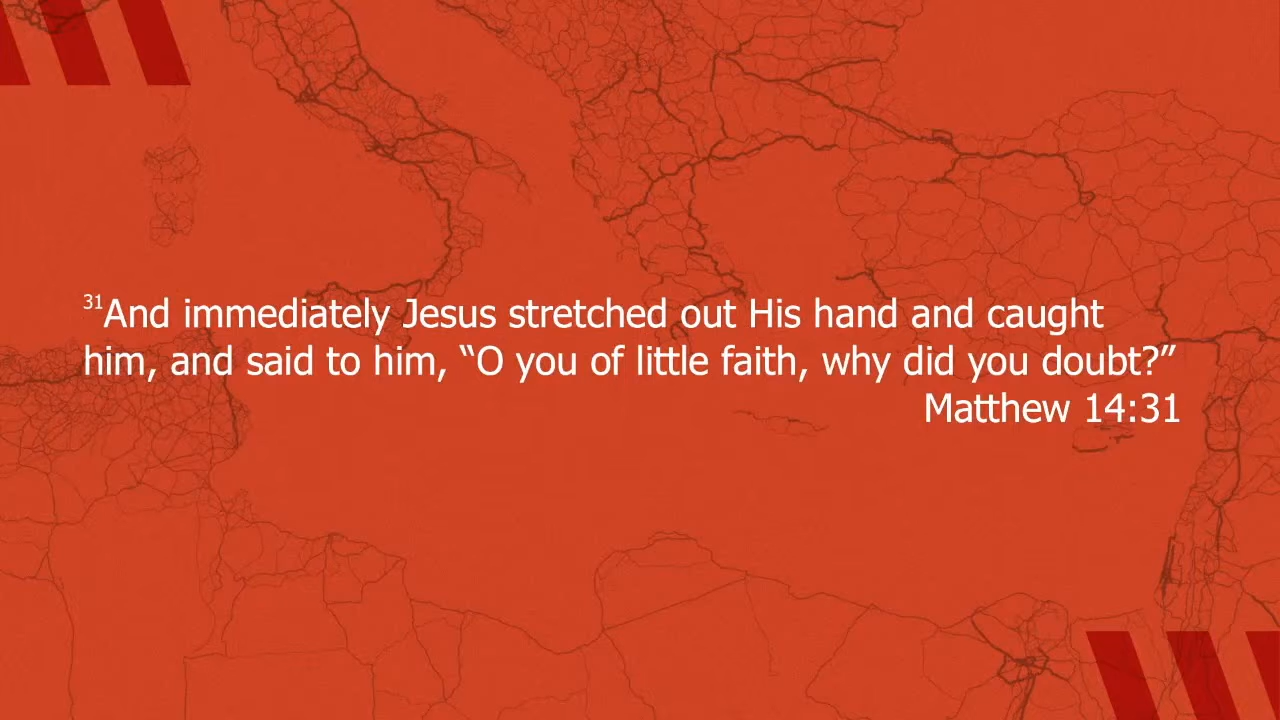 31And immediately Jesus stretched out His hand and caught
him, and said to him, “O you of little faith, why did you doubt?”
Matthew 14:31